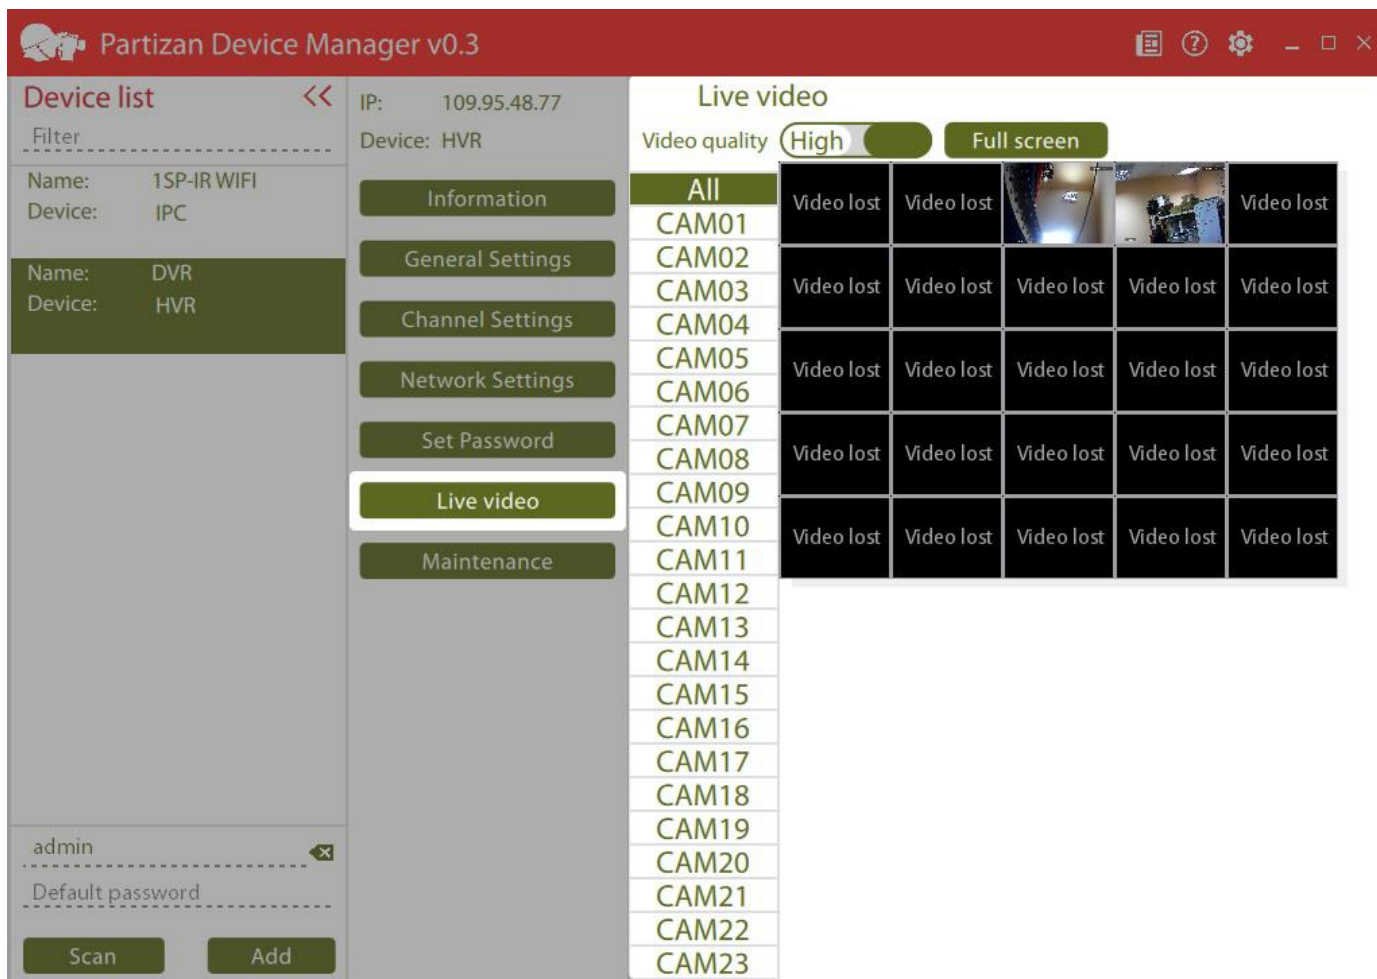 Partizan Device Manager v0.3
Device list <<
Filter
Name: 1SP-IR WIFI
Device: IPC
Name: DVR
Device: HVR
admin
Default password
Scan Add
IP: 109.95.48.77
Device: HVR
Information
General Settings
Channel Settings
Network Settings
Set Password
Live video
Maintenance
Live video
Video quality High Full screen
All
CAM01
CAM02
CAM03
CAM04
CAM05
CAM06
CAM07
CAM08
CAM09
CAM10
CAM11
CAM12
CAM13
CAM14
CAM15
CAM16
CAM17
CAM18
CAM19
CAM20
CAM21
CAM22
CAM23
Video lost Video lost Video lost
Video lost Video lost Video lost Video lost Video lost
Video lost Video lost Video lost Video lost Video lost
Video lost Video lost Video lost Video lost Video lost
Video lost Video lost Video lost Video lost Video lost